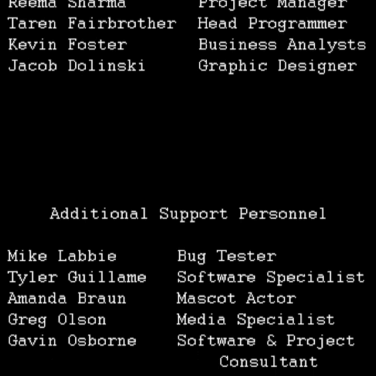 Reema Sharma Project Manager
Taren Fairbrother Head Programmer
Kevin Foster Business Analysts
Jacob Dolinski Graphic Designer
Additional Support Personnel
Mike Labbie Bug Tester
Tyler Guillame Software Specialist
Amanda Braun Mascot Actor
Greg Olson Media Specialist
Gavin Osborne Software & Project
Consultant